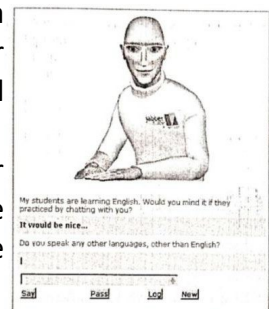 My students are learning English. Would you mind it if they
practiced by chatting with you?
It would be nice...
Do you speak any other languages, other than English?
Say Pass Log New